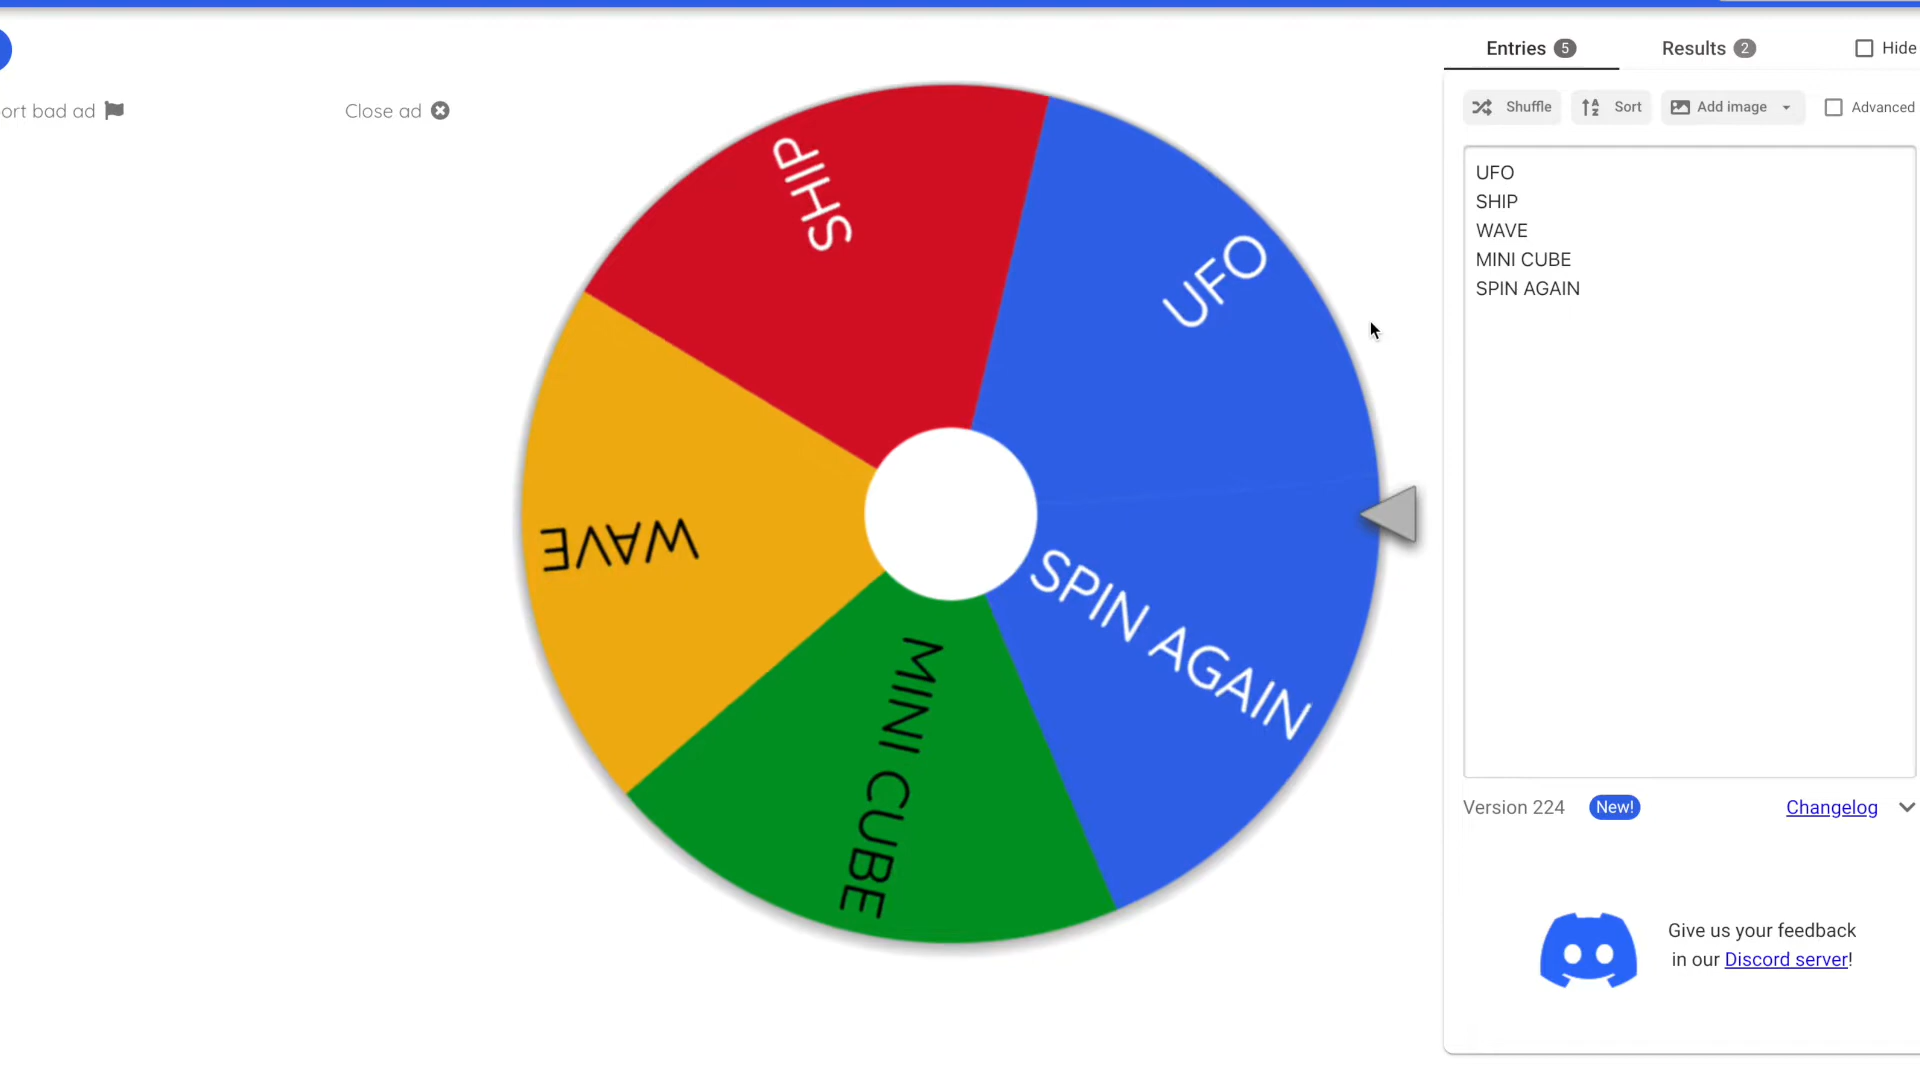 Entries 5
Results 2
Hide
ort bad ad
Close ad
Shuffle
Sort
Add image
Advanced
SHIP
UFO
WAVE
SPIN AGAIN
MINI CUBE
UFO
SHIP
WAVE
MINI CUBE
SPIN AGAIN
Version 224
New!
Changelog
Give us your feedback
in our Discord server!